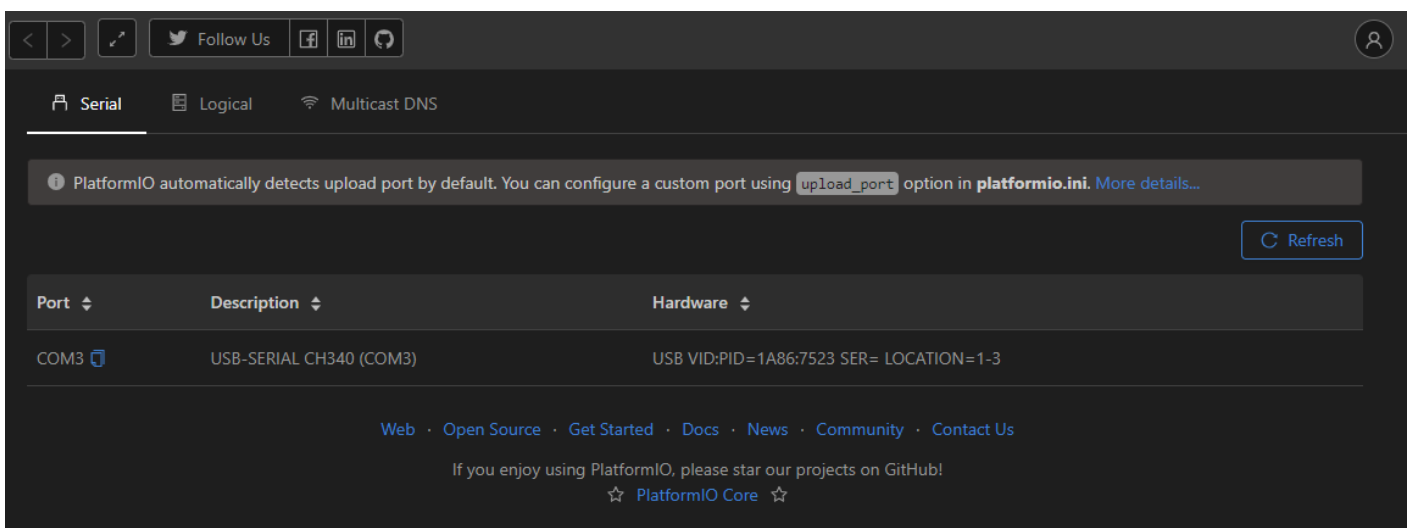 Follow Us
Serial Logical Multicast DNS
PlatformIO automatically detects upload port by default. You can configure a custom port using upload_port option in platformio.ini. More details...
Refresh
Port Description Hardware
COM3 USB-SERIAL CH340 (COM3) USB VID:PID=1A86:7523 SER= LOCATION=1-3
Web · Open Source · Get Started · Docs · News · Community · Contact Us
If you enjoy using PlatformIO, please star our projects on GitHub!
PlatformIO Core